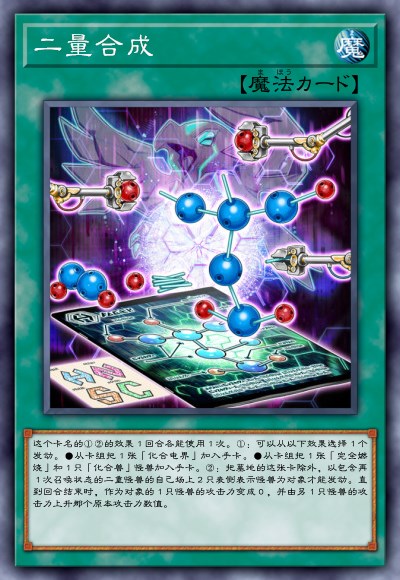 二量合成
魔
【魔法カード】
ま ほう
这个卡名的①②的效果1回合各能使用1次。①：可以从以下效果选择1个
发动。●从卡组把1张「化合电界」加入手卡。●从卡组把1张「完全燃
烧」和1只「化合兽」怪兽加入手卡。②：把墓地的这张卡除外，以包含再
1次召唤状态的二重怪兽的自己场上2只表侧表示怪兽为对象才能发动。直
到回合结束时，作为对象的1只怪兽的攻击力变成0，并由另1只怪兽的攻
击力上升那个原本攻击力数值。